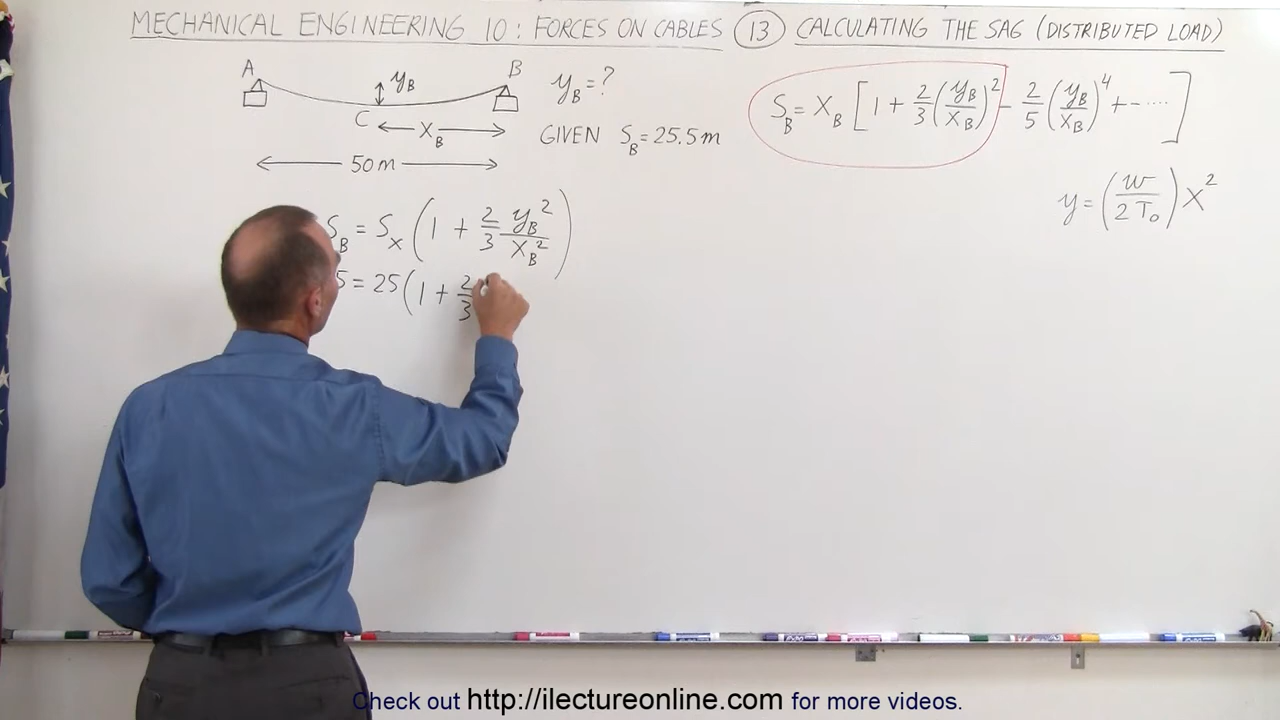 MECHANICAL ENGINEERING 10: FORCES ON CABLES (13) CALCULATING THE SAG (DISTRIBUTED LOAD)
A y_B B
C X_B
50 m
y_B = ?
GIVEN S_B = 25.5 m
S_B = X_B [1 + 2/3 (y_B/X_B)^2 - 2/5 (y_B/X_B)^4 + - ....]
y = (w/2T_o) X^2
S_B = S_X (1 + 2/3 y_B^2/X_B^2)
5 = 25 (1 + 2/3
Check out http://ilectureonline.com for more videos.